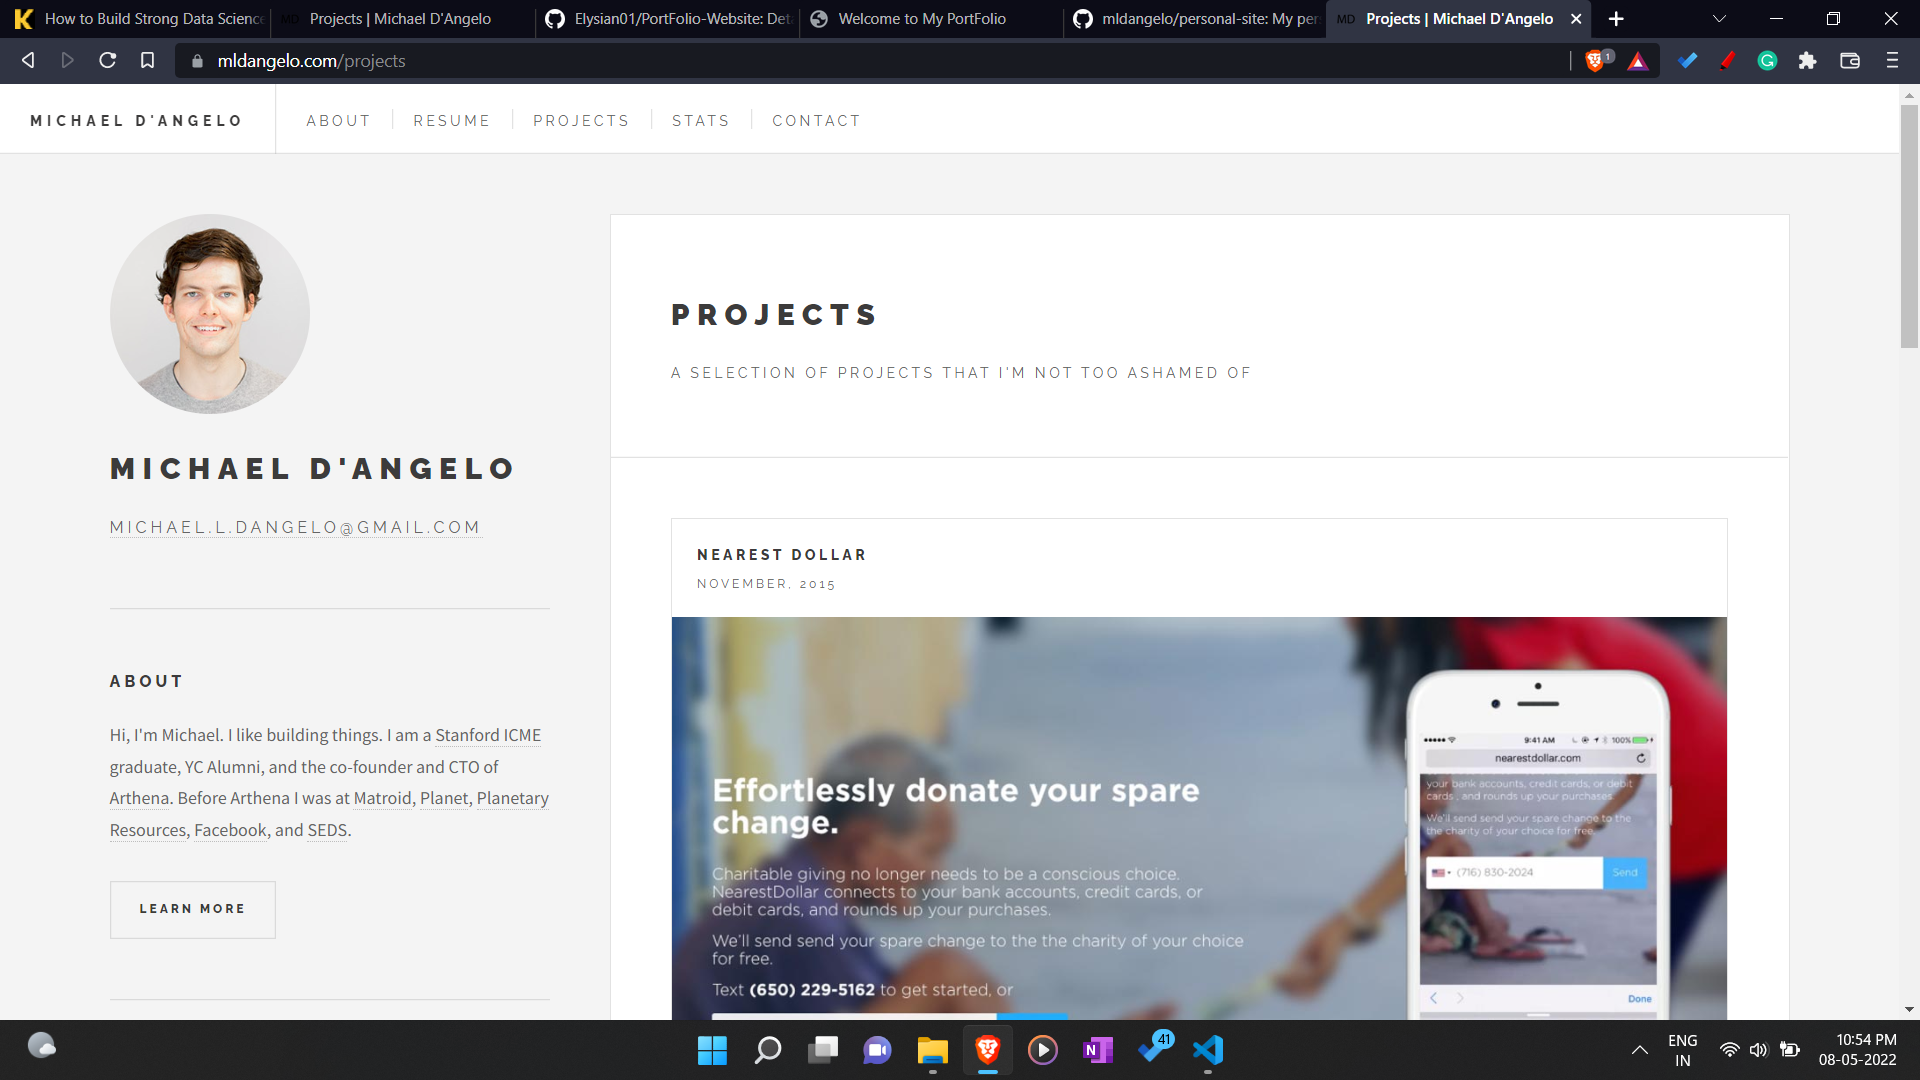 How to Build Strong Data Science
MD Projects | Michael D'Angelo
Elysian01/PortFolio-Website: Det
Welcome to My PortFolio
mldangelo/personal-site: My per
MD Projects | Michael D'Angelo
mldangelo.com/projects
1
MICHAEL D'ANGELO
ABOUT
RESUME
PROJECTS
STATS
CONTACT
MICHAEL D'ANGELO
MICHAEL.L.DANGELO@GMAIL.COM
ABOUT
Hi, I'm Michael. I like building things. I am a Stanford ICME
graduate, YC Alumni, and the co-founder and CTO of
Arthena. Before Arthena I was at Matroid, Planet, Planetary
Resources, Facebook, and SEDS.
LEARN MORE
PROJECTS
A SELECTION OF PROJECTS THAT I'M NOT TOO ASHAMED OF
NEAREST DOLLAR
NOVEMBER, 2015
Effortlessly donate your spare
change.
Charitable giving no longer needs to be a conscious choice.
NearestDollar connects to your bank accounts, credit cards, or
debit cards, and rounds up your purchases.
We'll send send your spare change to the the charity of your choice
for free.
Text (650) 229-5162 to get started, or
9:41 AM 100%
nearestdollar.com
your bank accounts, credit cards, or debit
cards , and rounds up your purchases
We'll send send your spare change to the
the charity of your choice for free.
(716) 830-2024
Send
Done
41
ENG
IN
10:54 PM
08-05-2022